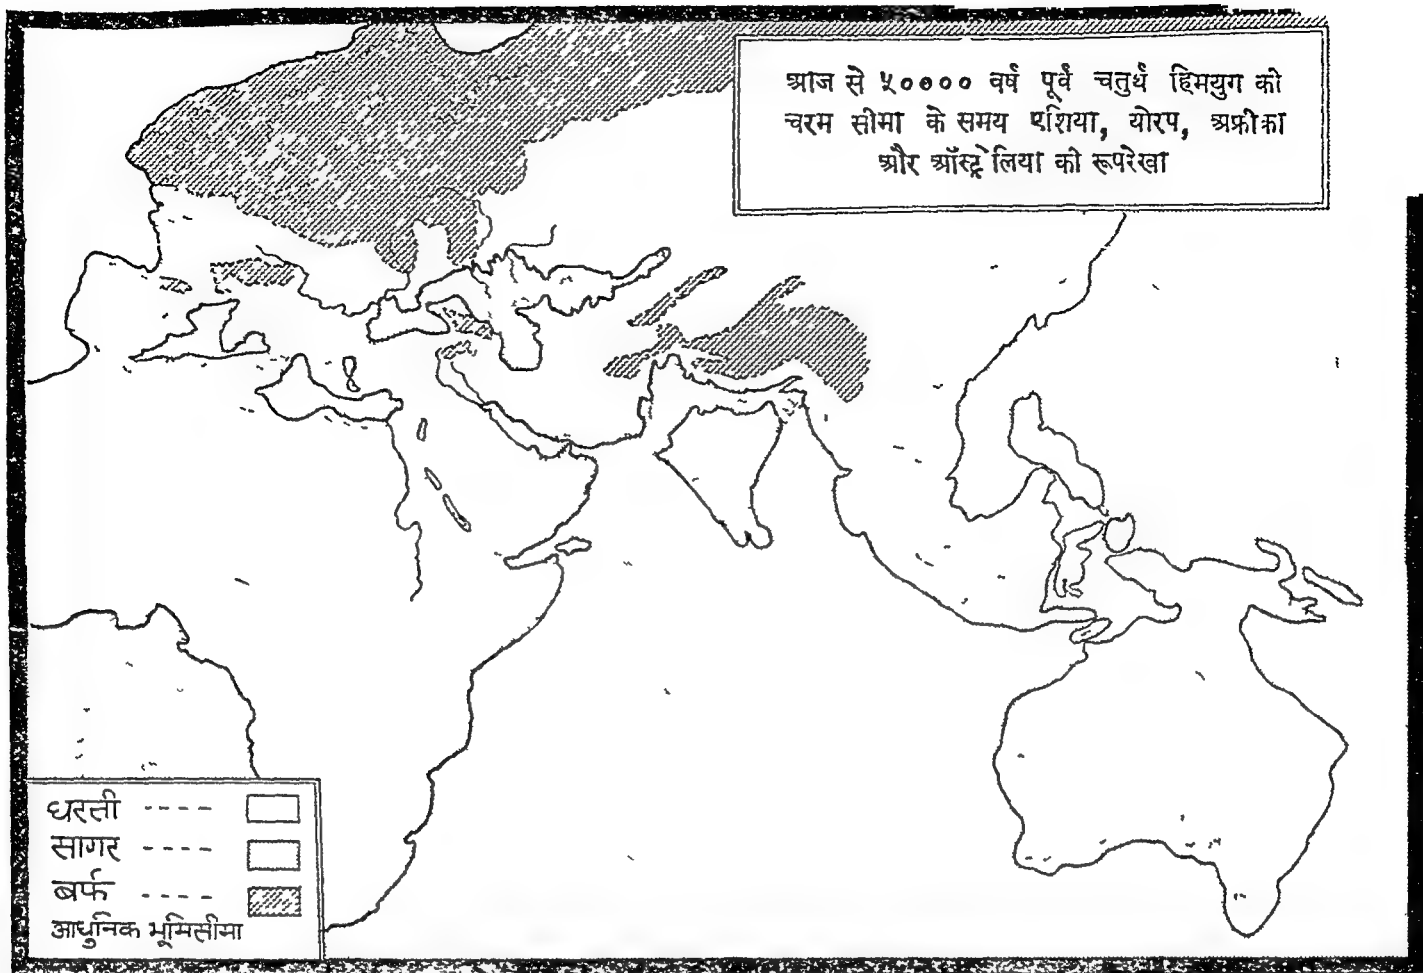 आज से ५०००० वर्ष पूर्व चतुर्थ हिमयुग की
चरम सीमा के समय एशिया, योरप, अफ्रीका
और ऑस्ट्रेलिया की रूपरेखा
धरती ----
सागर ----
बर्फ ----
आधुनिक भूमिसीमा